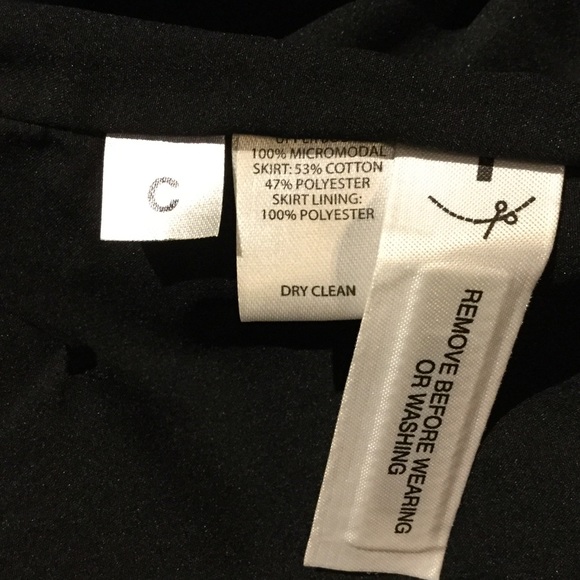 C
100% MICROMODAL
SKIRT: 53% COTTON
47% POLYESTER
SKIRT LINING:
100% POLYESTER
DRY CLEAN
REMOVE BEFORE WEARING
OR WASHING